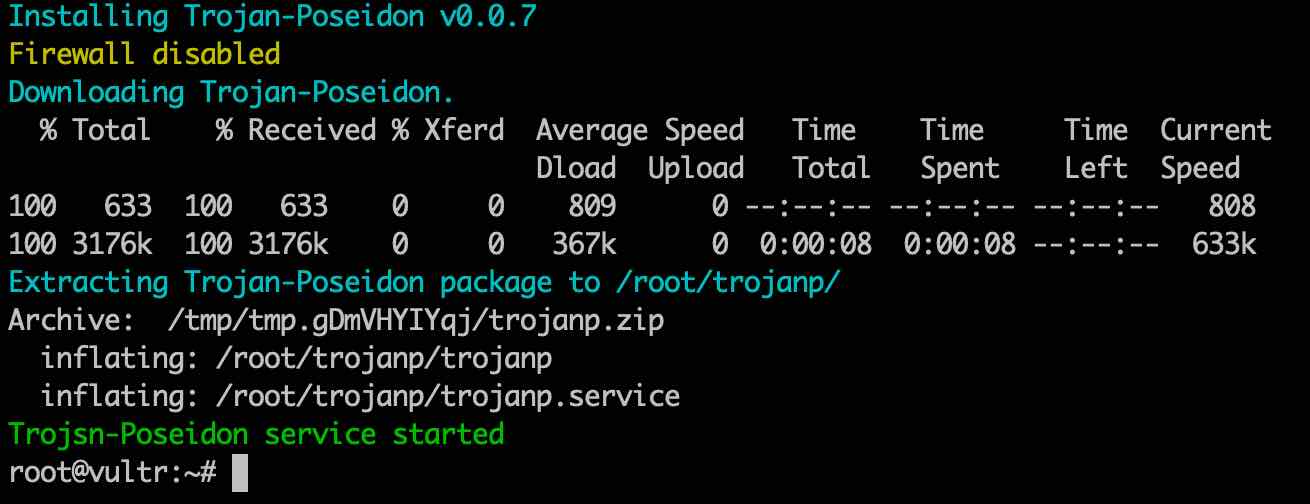 Installing Trojan-Poseidon v0.0.7
Firewall disabled
Downloading Trojan-Poseidon.
  % Total    % Received % Xferd  Average Speed   Time    Time     Time  Current
                                 Dload  Upload   Total   Spent    Left  Speed
100   633  100   633    0     0    809      0 --:--:-- --:--:-- --:--:--   808
100 3176k  100 3176k    0     0   367k      0  0:00:08  0:00:08 --:--:--  633k
Extracting Trojan-Poseidon package to /root/trojanp/
Archive:  /tmp/tmp.gDmVHYIYqj/trojanp.zip
  inflating: /root/trojanp/trojanp
  inflating: /root/trojanp/trojanp.service
Trojsn-Poseidon service started
root@vultr:~#